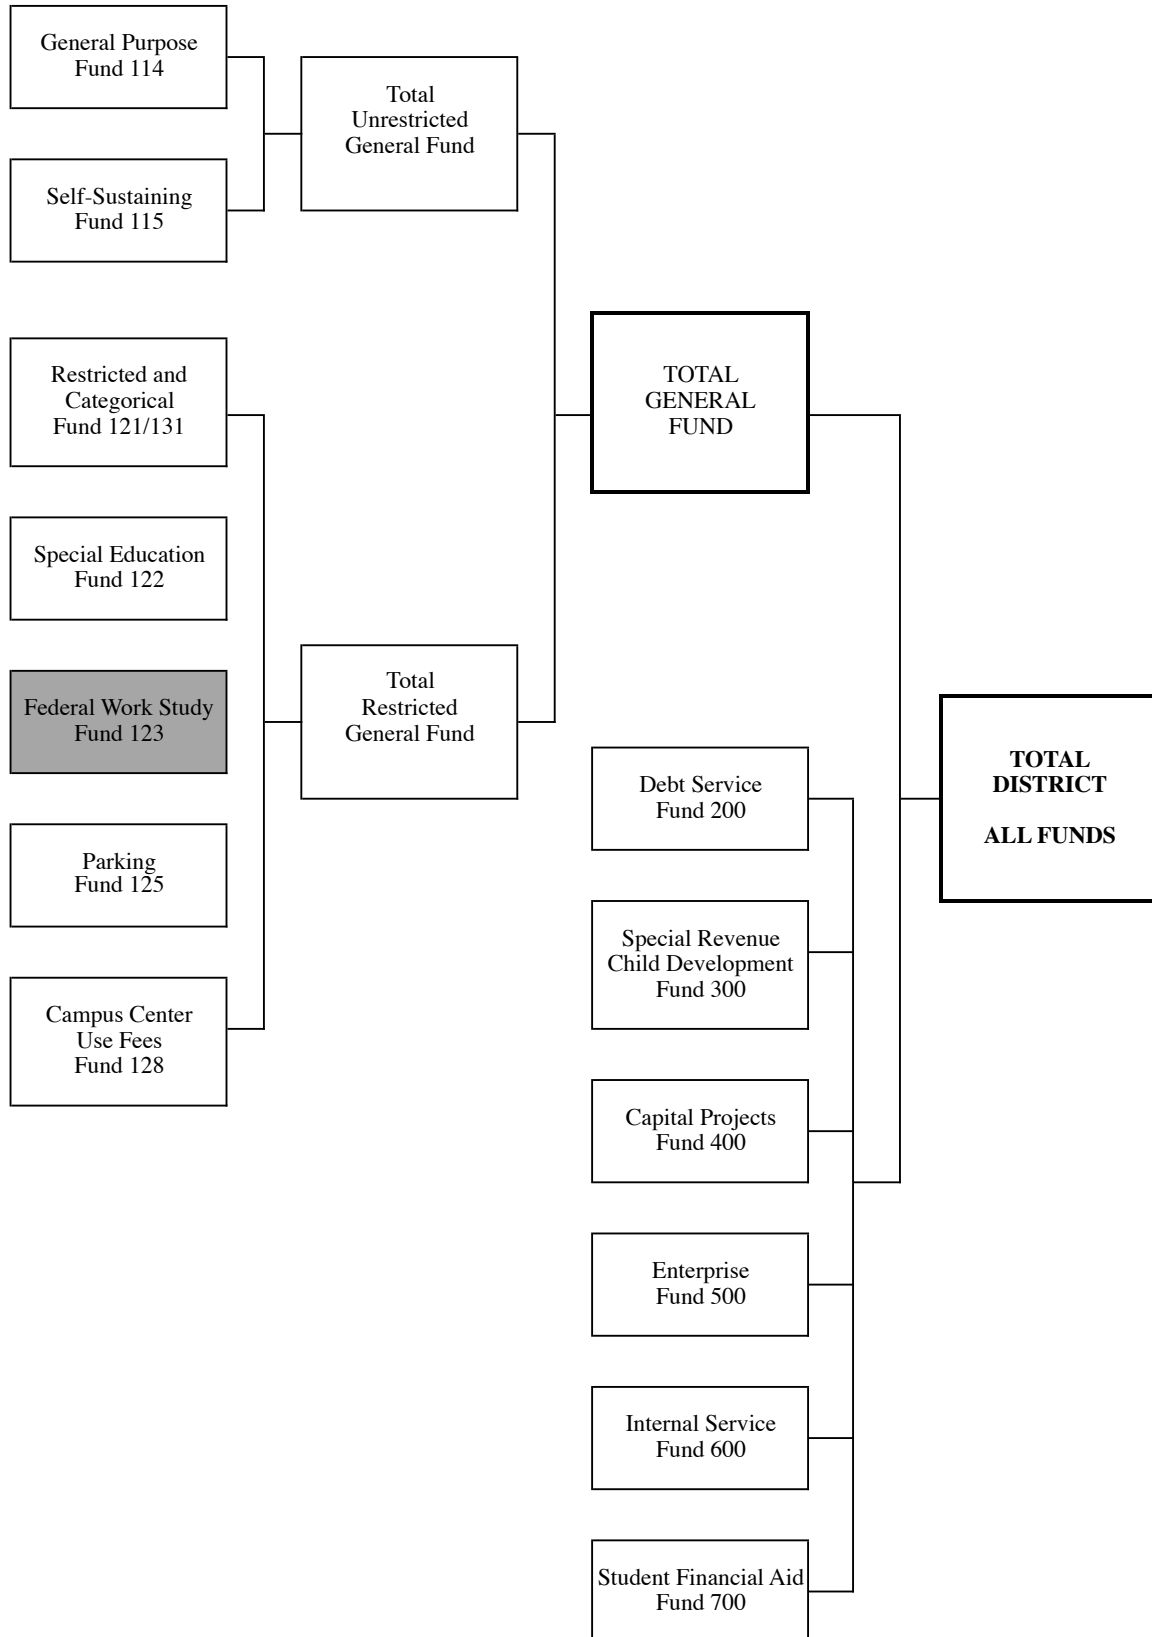 General Purpose
Fund 114
Total
Unrestricted
General Fund
Self-Sustaining
Fund 115
Restricted and
Categorical
Fund 121/131
TOTAL
GENERAL
FUND
Special Education
Fund 122
Federal Work Study
Fund 123
Total
Restricted
General Fund
Parking
Fund 125
Campus Center
Use Fees
Fund 128
Debt Service
Fund 200
TOTAL
DISTRICT
ALL FUNDS
Special Revenue
Child Development
Fund 300
Capital Projects
Fund 400
Enterprise
Fund 500
Internal Service
Fund 600
Student Financial Aid
Fund 700